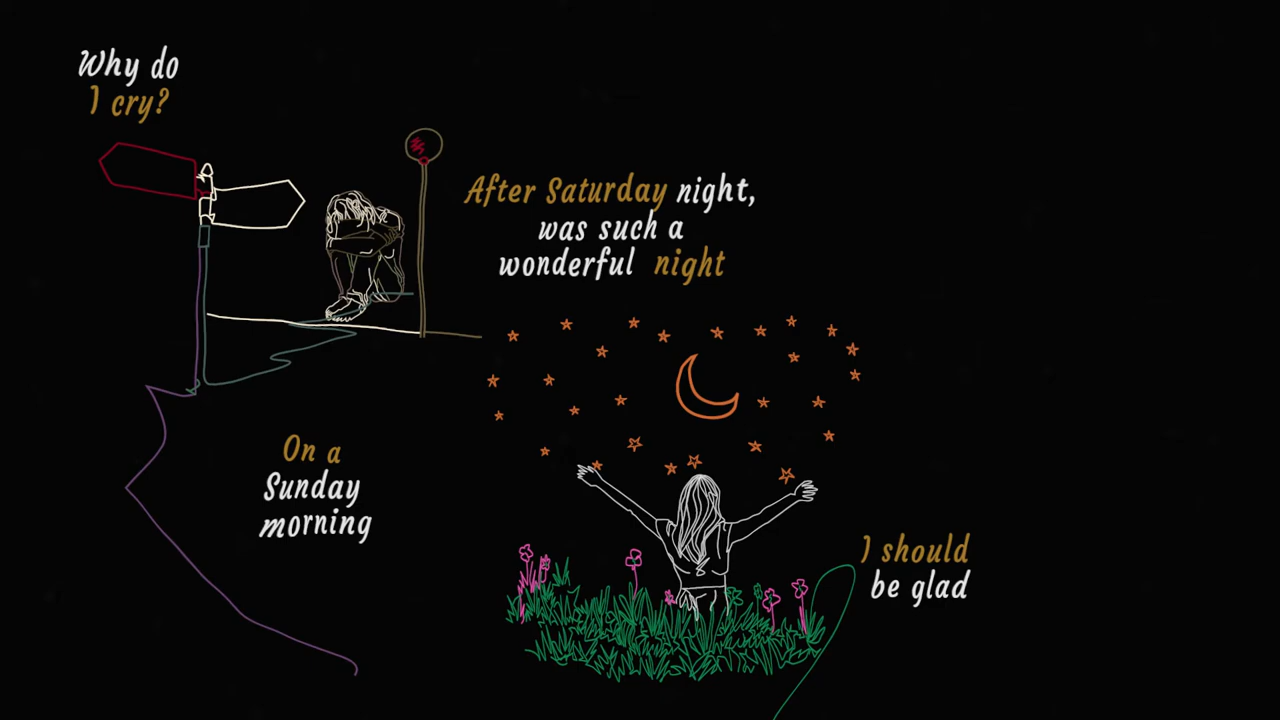 Why do
I cry?
After Saturday night,
was such a
wonderful night
On a
Sunday
morning
I should
be glad